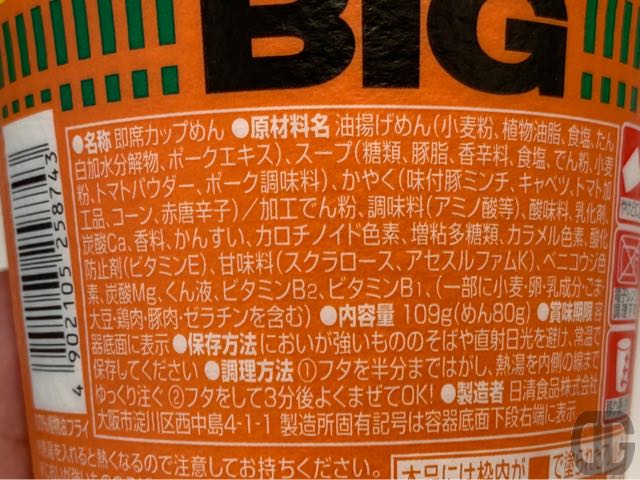 BIG
●名称 即席カップめん ●原材料名 油揚げめん(小麦粉、植物油脂、食塩、たん
白加水分解物、ポークエキス)、スープ(糖類、豚脂、香辛料、食塩、でん粉、小麦
粉、トマトパウダー、ポーク調味料)、かやく(味付豚ミンチ、キャベツ、トマト加
工品、コーン、赤唐辛子)/加工でん粉、調味料(アミノ酸等)、酸味料、乳化剤、
炭酸Ca、香料、かんすい、カロチノイド色素、増粘多糖類、カラメル色素、酸化
防止剤(ビタミンE)、甘味料(スクラロース、アセスルファムK)、ベニコウジ色
素、炭酸Mg、くん液、ビタミンB2、ビタミンB1、(一部に小麦・卵・乳成分・ごま・
大豆・鶏肉・豚肉・ゼラチンを含む) ●内容量 109g(めん80g) ●賞味期限 容
器底面に表示 ●保存方法 においが強いもののそばや直射日光を避け、常温で
保存してください ●調理方法 ①フタを半分まではがし、熱湯を内側の線まで
ゆっくり注ぐ ②フタをして3分後よくまぜてOK! ●製造者 日清食品株式会社
大阪市淀川区西中島4-1-1 製造所固有記号は容器底面下段右端に表示
4 902105 258743
植物油フライ
を入れると熱くなるので注意してお持ちください。
本品には枠内が
で塗られた